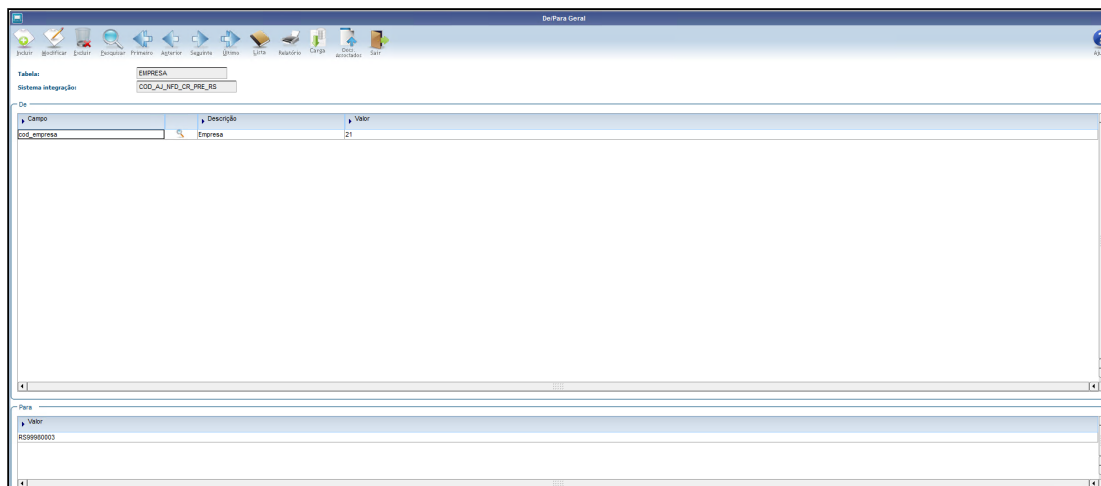 De/Para Geral
Incluir Modificar Excluir Pesquisar Primeiro Anterior Seguinte Último Lista Relatório Carga Docs. Associados Sair Aju
Tabela: EMPRESA
Sistema integração: COD_AJ_NFD_CR_PRE_RS
De
Campo Descrição Valor
cod_empresa Empresa 21
Para
Valor
RS99980003